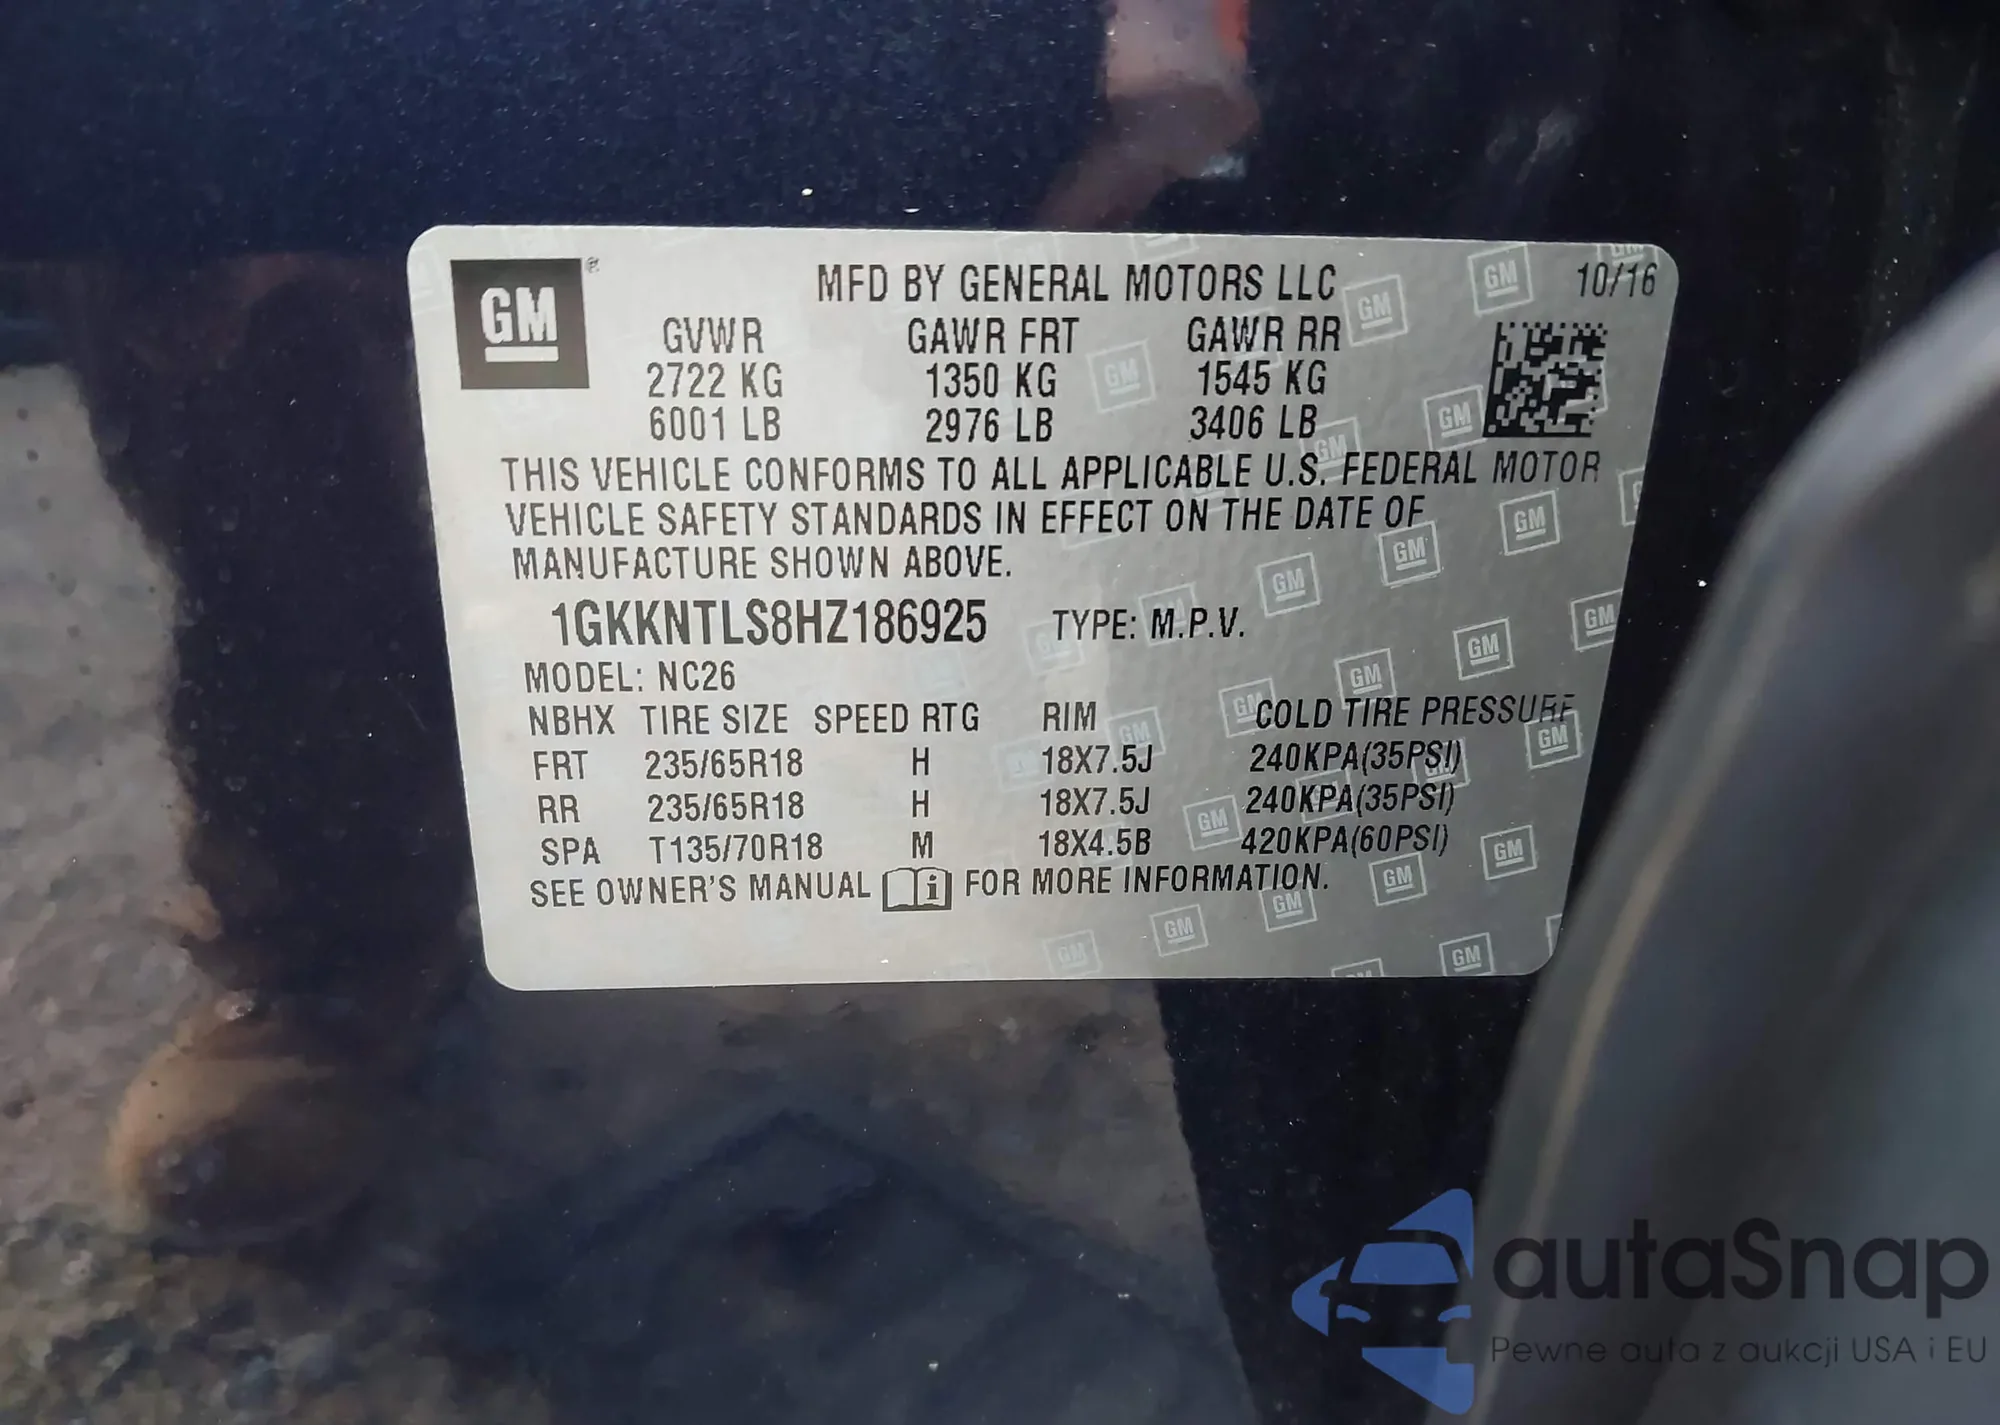 GM ®
MFD BY GENERAL MOTORS LLC 10/16
GVWR GAWR FRT GAWR RR
2722 KG 1350 KG 1545 KG
6001 LB 2976 LB 3406 LB
THIS VEHICLE CONFORMS TO ALL APPLICABLE U.S. FEDERAL MOTOR
VEHICLE SAFETY STANDARDS IN EFFECT ON THE DATE OF
MANUFACTURE SHOWN ABOVE.
1GKKNTLS8HZ186925 TYPE: M.P.V.
MODEL: NC26
NBHX TIRE SIZE SPEED RTG RIM COLD TIRE PRESSURE
FRT 235/65R18 H 18X7.5J 240KPA(35PSI)
RR 235/65R18 H 18X7.5J 240KPA(35PSI)
SPA T135/70R18 M 18X4.5B 420KPA(60PSI)
SEE OWNER'S MANUAL i FOR MORE INFORMATION.
autaSnap
Pewne auta z aukcji USA i EU